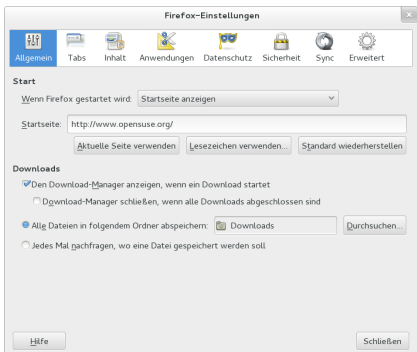 Firefox-Einstellungen
Allgemein Tabs Inhalt Anwendungen Datenschutz Sicherheit Sync Erweitert
Start
Wenn Firefox gestartet wird: Startseite anzeigen
Startseite: http://www.opensuse.org/
Aktuelle Seite verwenden Lesezeichen verwenden... Standard wiederherstellen
Downloads
Den Download-Manager anzeigen, wenn ein Download startet
Download-Manager schließen, wenn alle Downloads abgeschlossen sind
Alle Dateien in folgendem Ordner abspeichern: Downloads Durchsuchen...
Jedes Mal nachfragen, wo eine Datei gespeichert werden soll
Hilfe Schließen